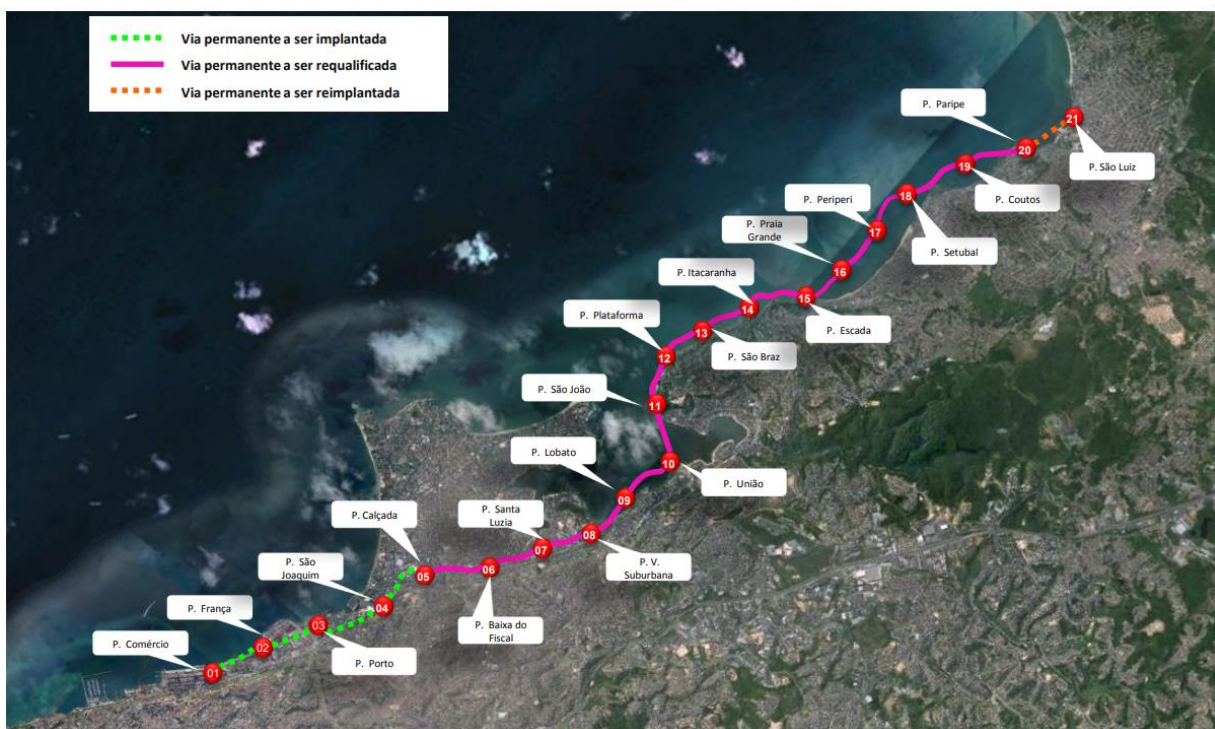 Via permanente a ser implantada
Via permanente a ser requalificada
Via permanente a ser reimplantada
P. Paripe
21
20
P. São Luiz
19
P. Coutos
P. Periperi
18
17
P. Setubal
P. Praia
Grande
16
P. Itacaranha
15
14
P. Escada
P. Plataforma
13
12
P. São Braz
P. São João
11
P. Lobato
10
P. União
09
P. Santa
Luzia
P. Calçada
08
07
P. V.
Suburbana
06
05
P. São
Joaquim
P. Baixa do
Fiscal
04
P. França
03
02
P. Comércio
P. Porto
01